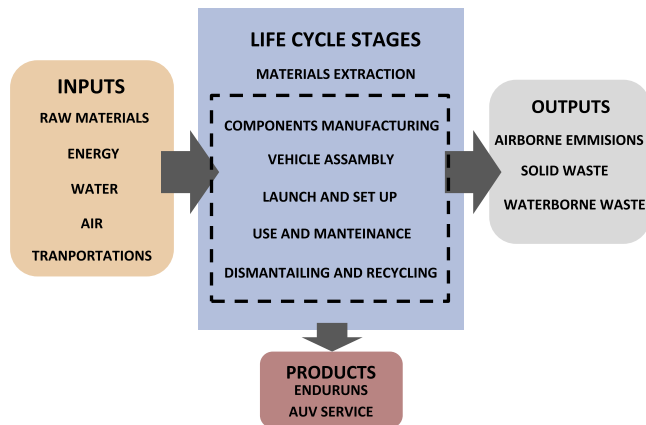 LIFE CYCLE STAGES
MATERIALS EXTRACTION
COMPONENTS MANUFACTURING
VEHICLE ASSAMBLY
LAUNCH AND SET UP
USE AND MANTEINANCE
DISMANTAILING AND RECYCLING
INPUTS
RAW MATERIALS
ENERGY
WATER
AIR
TRANPORTATIONS
OUTPUTS
AIRBORNE EMMISIONS
SOLID WASTE
WATERBORNE WASTE
PRODUCTS
ENDURUNS
AUV SERVICE